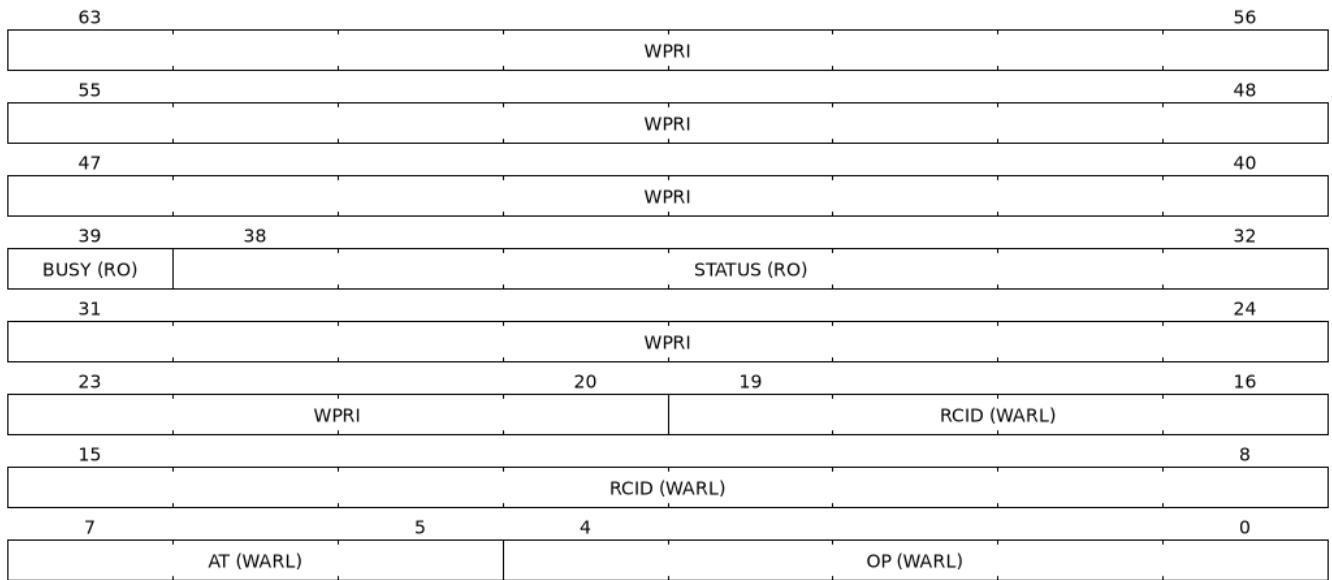 63 56
WPRI
55 48
WPRI
47 40
WPRI
39 38 32
BUSY (RO) STATUS (RO)
31 24
WPRI
23 20 19 16
WPRI RCID (WARL)
15 8
RCID (WARL)
7 5 4 0
AT (WARL) OP (WARL)